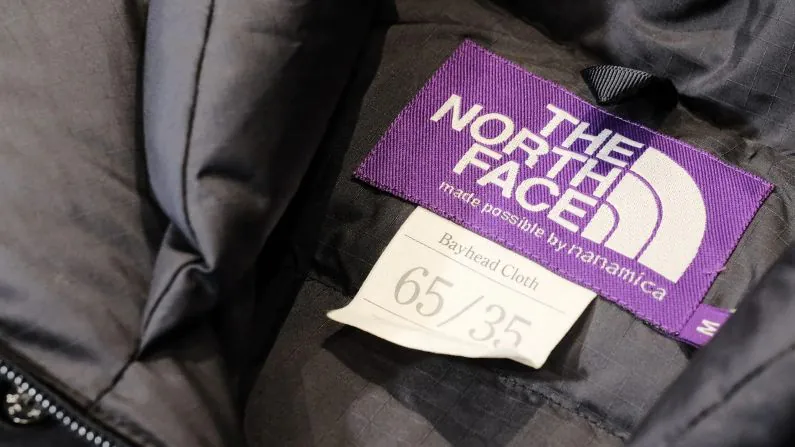 THE
NORTH
FACE
made possible by nanamica
M
Bayhead Cloth
65/35